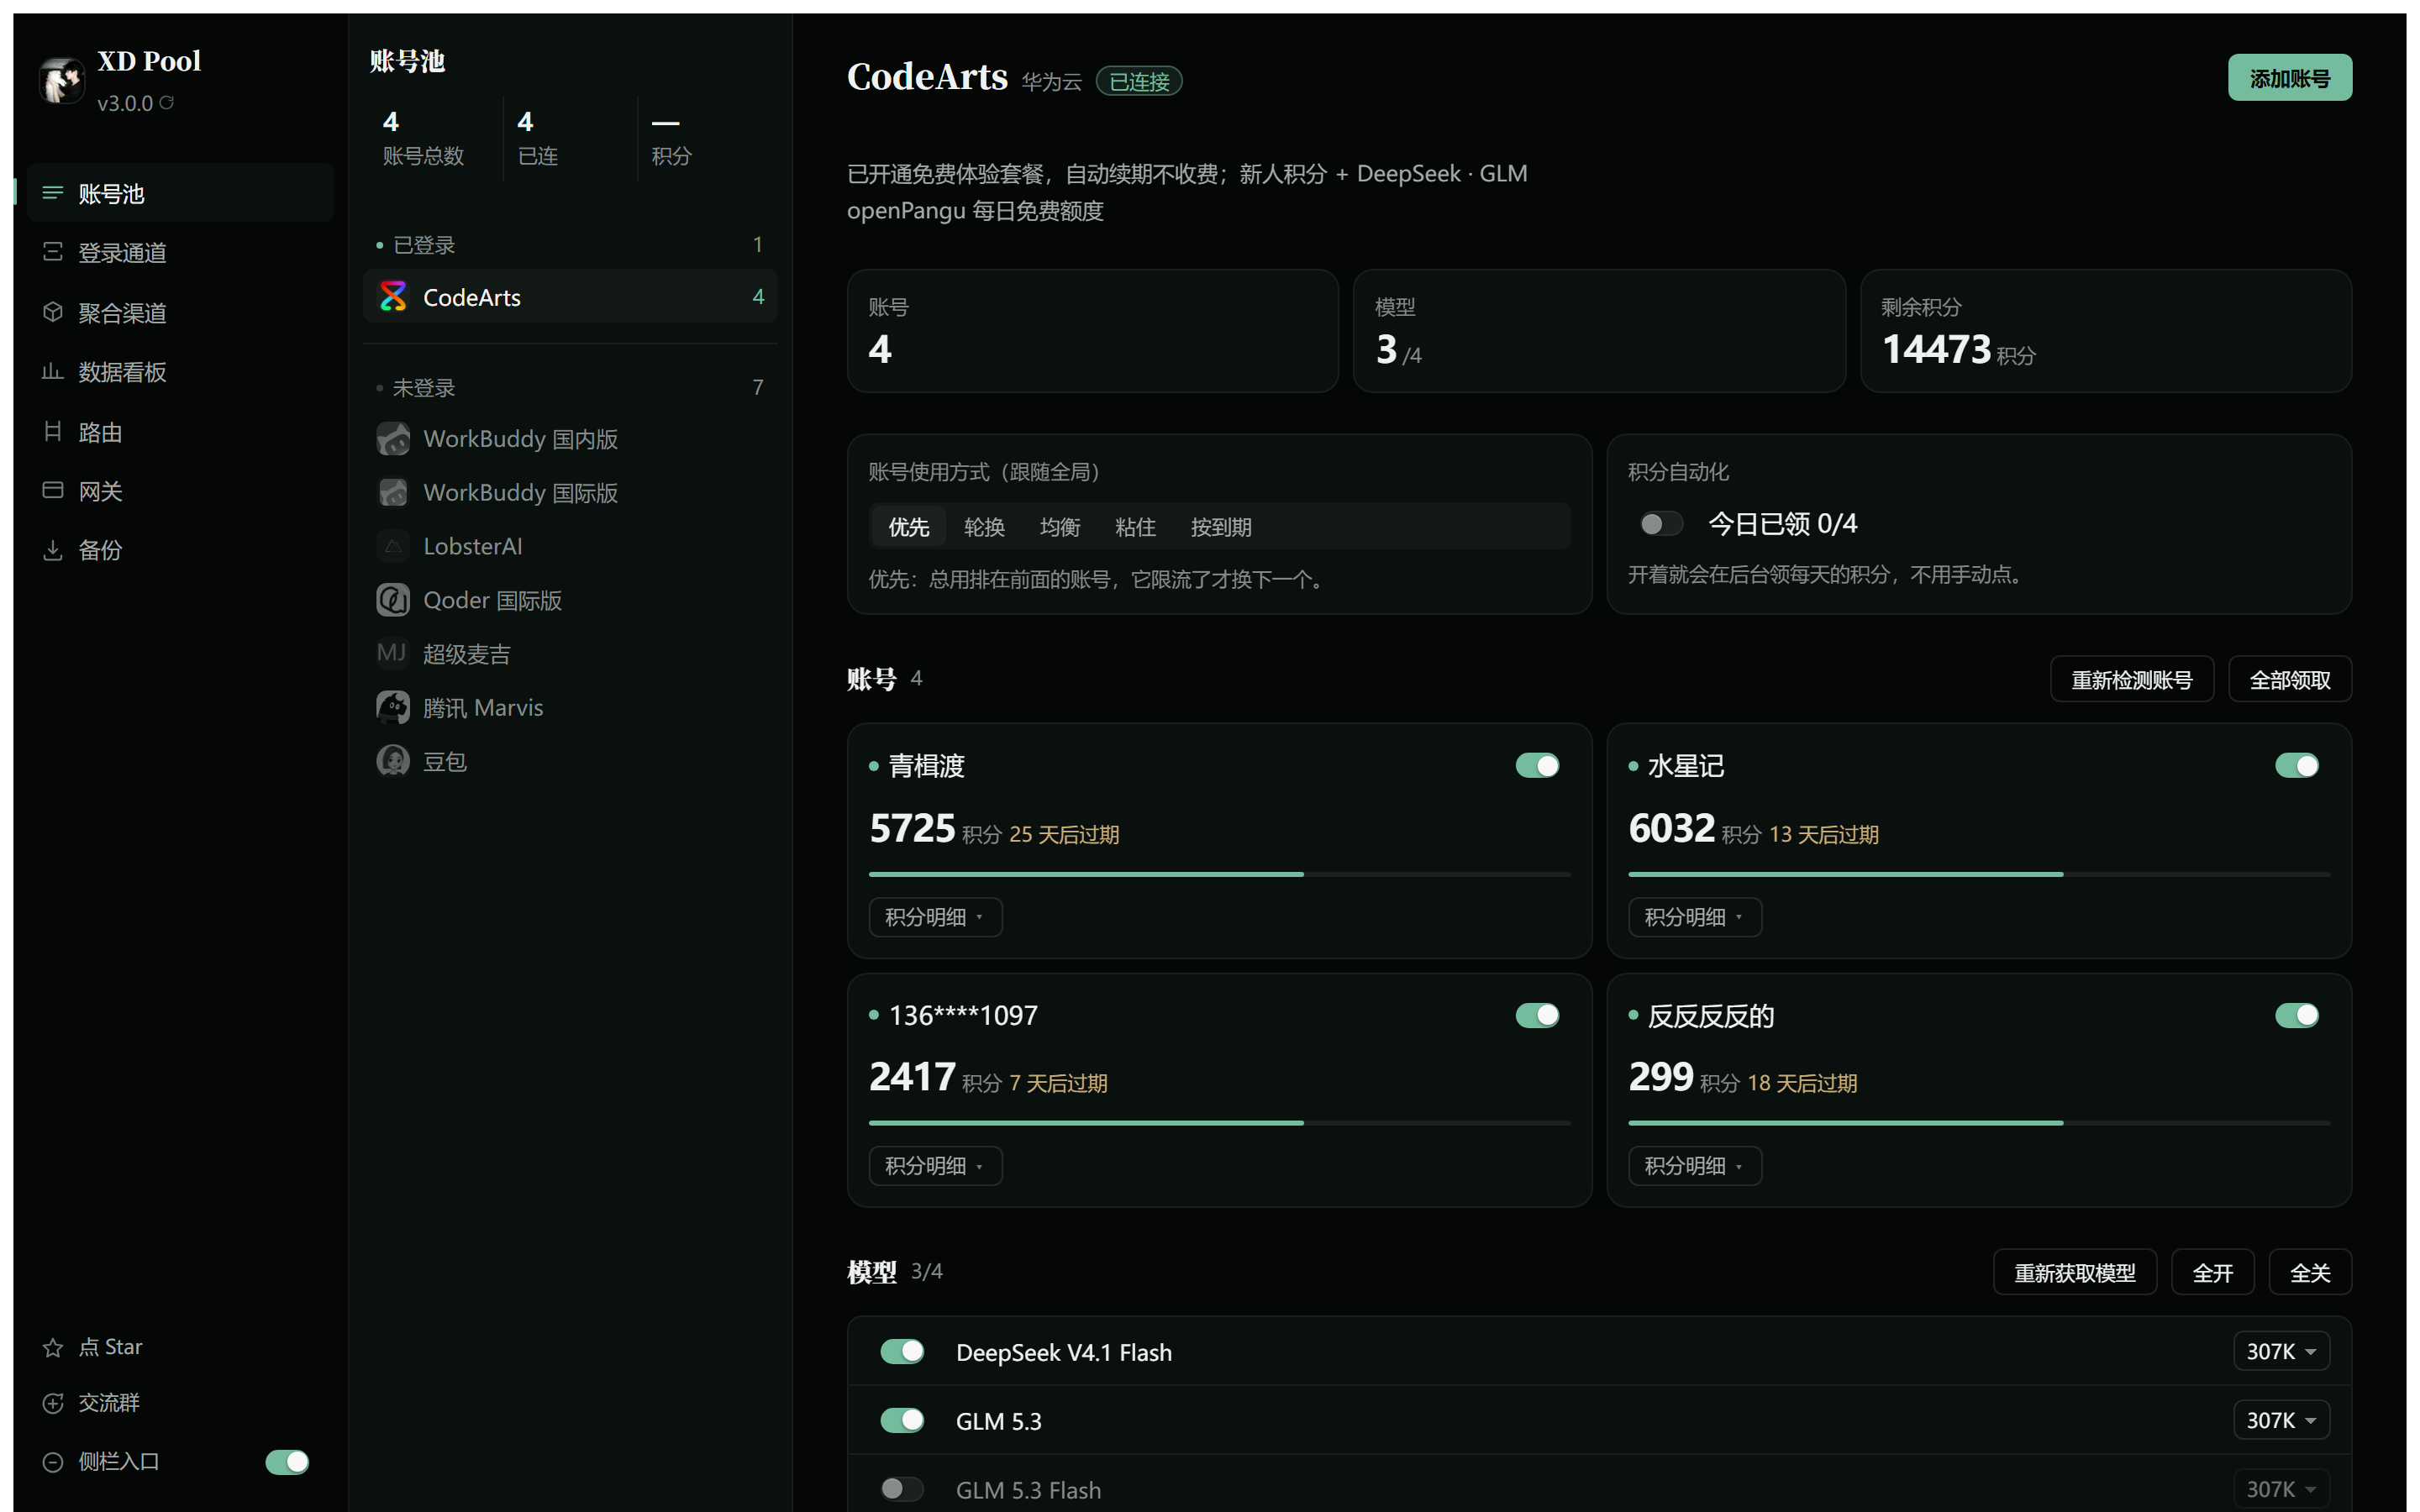 XD Pool
v3.0.0
账号池
登录通道
聚合渠道
数据看板
路由
网关
备份
点 Star
交流群
侧栏入口
账号池
4
账号总数
4
已连
—
积分
已登录 1
CodeArts 4
未登录 7
WorkBuddy 国内版
WorkBuddy 国际版
LobsterAI
Qoder 国际版
MJ 超级麦吉
腾讯 Marvis
豆包
CodeArts 华为云 已连接
添加账号
已开通免费体验套餐，自动续期不收费；新人积分 + DeepSeek · GLM
openPangu 每日免费额度
账号
4
模型
3 /4
剩余积分
14473 积分
账号使用方式（跟随全局）
优先 轮换 均衡 粘住 按到期
优先：总用排在前面的账号，它限流了才换下一个。
积分自动化
今日已领 0/4
开着就会在后台领每天的积分，不用手动点。
账号 4
重新检测账号 全部领取
青楫渡
5725 积分 25 天后过期
积分明细
水星记
6032 积分 13 天后过期
积分明细
136****1097
2417 积分 7 天后过期
积分明细
反反反反的
299 积分 18 天后过期
积分明细
模型 3/4
重新获取模型 全开 全关
DeepSeek V4.1 Flash 307K
GLM 5.3 307K
GLM 5.3 Flash 307K